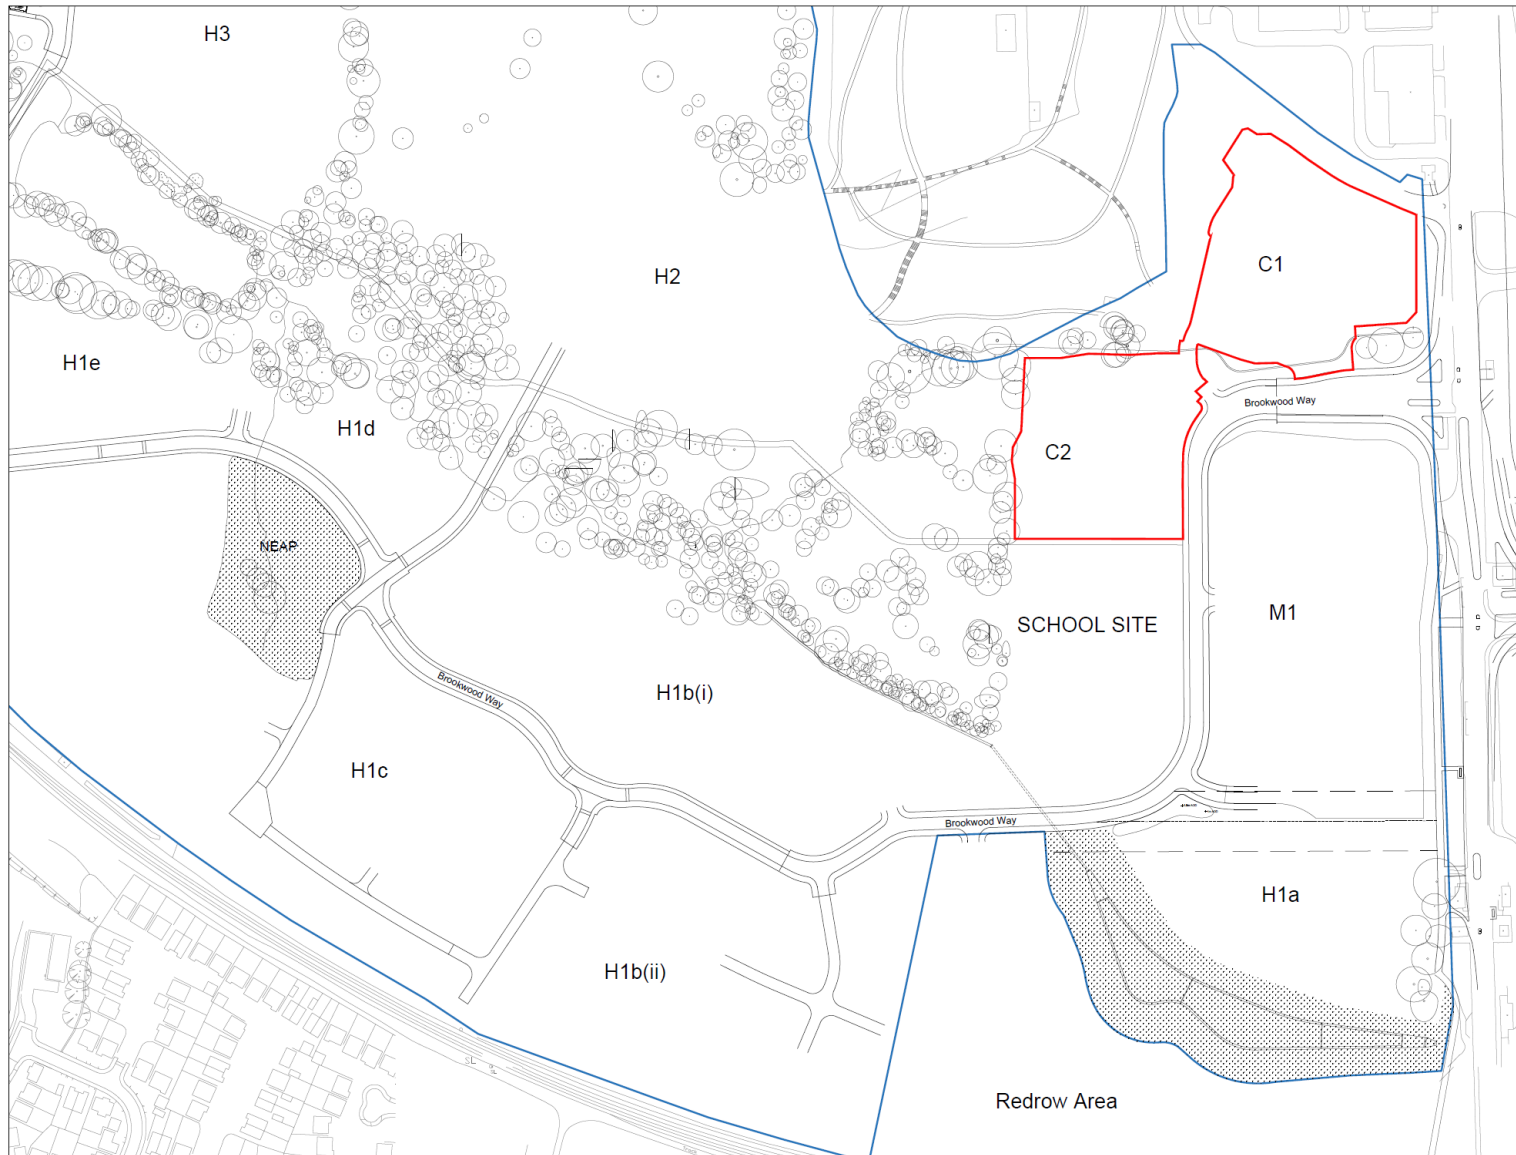 H3
H2
C1
H1e
Brookwood Way
H1d
C2
NEAP
M1
SCHOOL SITE
Brookwood Way
H1b(i)
H1c
Brookwood Way
H1a
H1b(ii)
SL
Redrow Area